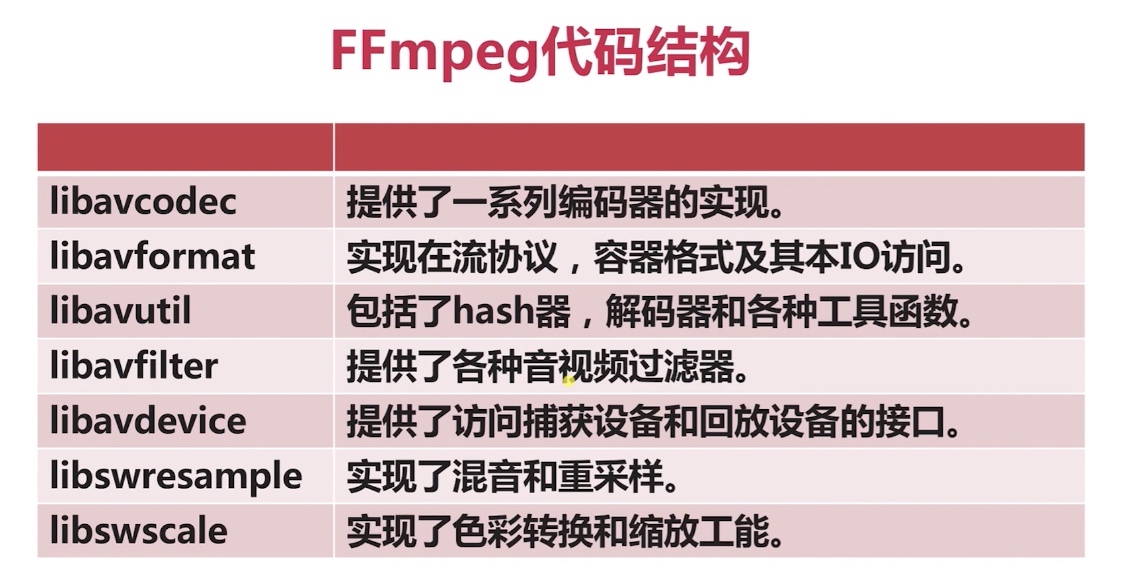 FFmpeg代码结构
libavcodec 提供了一系列编码器的实现。
libavformat 实现在流协议，容器格式及其本IO访问。
libavutil 包括了hash器，解码器和各种工具函数。
libavfilter 提供了各种音视频过滤器。
libavdevice 提供了访问捕获设备和回放设备的接口。
libswresample 实现了混音和重采样。
libswscale 实现了色彩转换和缩放工能。